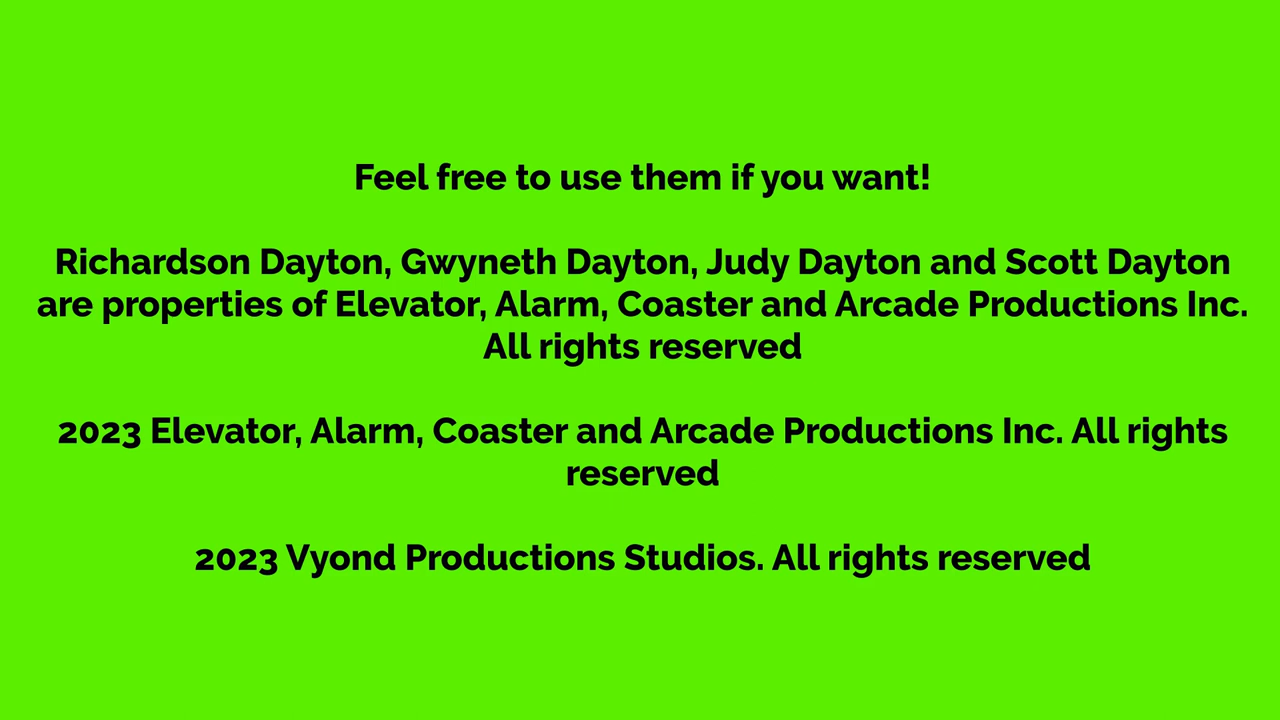 Feel free to use them if you want!
Richardson Dayton, Gwyneth Dayton, Judy Dayton and Scott Dayton
are properties of Elevator, Alarm, Coaster and Arcade Productions Inc.
All rights reserved
2023 Elevator, Alarm, Coaster and Arcade Productions Inc. All rights
reserved
2023 Vyond Productions Studios. All rights reserved